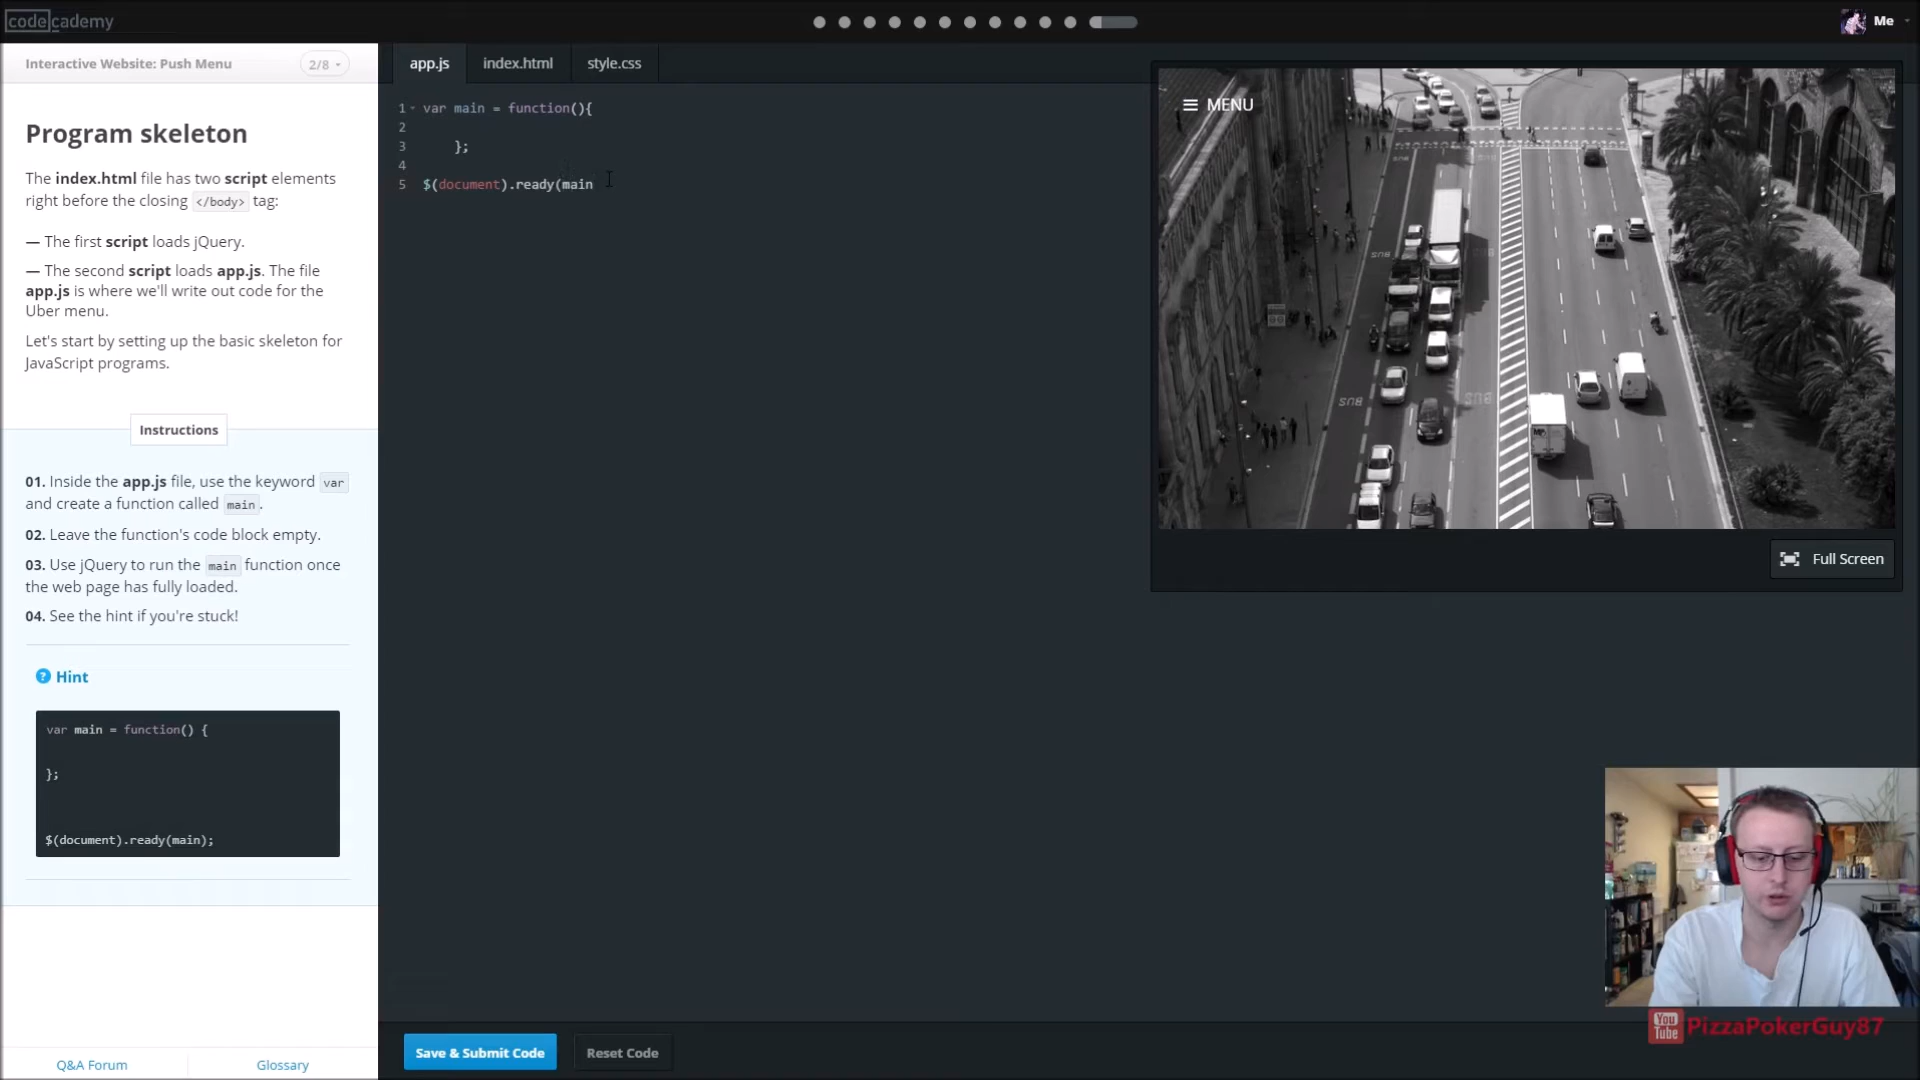 codecademy
Me
Interactive Website: Push Menu
2/8
app.js
index.html
style.css
Program skeleton
The index.html file has two script elements
right before the closing </body> tag:
— The first script loads jQuery.
— The second script loads app.js. The file
app.js is where we'll write out code for the
Uber menu.
Let's start by setting up the basic skeleton for
JavaScript programs.
Instructions
01. Inside the app.js file, use the keyword var
and create a function called main.
02. Leave the function's code block empty.
03. Use jQuery to run the main function once
the web page has fully loaded.
04. See the hint if you're stuck!
? Hint
var main = function() {
};
$(document).ready(main);
Q&A Forum
Glossary
1 var main = function(){
2
3 };
4
5 $(document).ready(main
Save & Submit Code
Reset Code
MENU
BUS
BUS
BUS
BUS
BUS
Full Screen
You Tube PizzaPokerGuy87